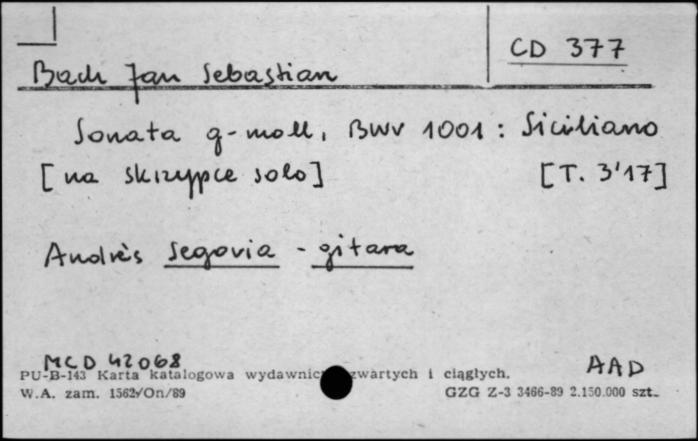 CD 377
Bach Jan Sebastian
Sonata g-moll, BWV 1001: Siciliano
[na skrzypce solo] [T. 3'17]
Andrès Segovia - gitara
MCD 42068 AAD
PU-B-143 Karta katalogowa wydawnict zwartych i ciągłych.
W.A. zam. 1562/On/89 GZG Z-3 3466-89 2.150.000 szt.